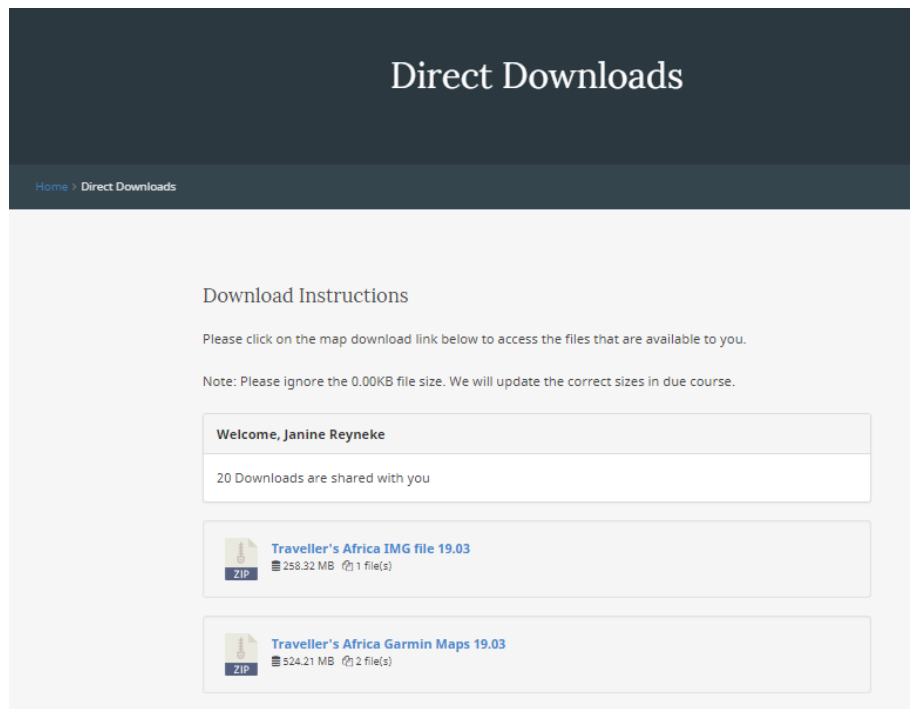 Direct Downloads
Home > Direct Downloads
Download Instructions
Please click on the map download link below to access the files that are available to you.
Note: Please ignore the 0.00KB file size. We will update the correct sizes in due course.
Welcome, Janine Reyneke
20 Downloads are shared with you
Traveller's Africa IMG file 19.03
258.32 MB 1 file(s)
ZIP
Traveller's Africa Garmin Maps 19.03
524.21 MB 2 file(s)
ZIP